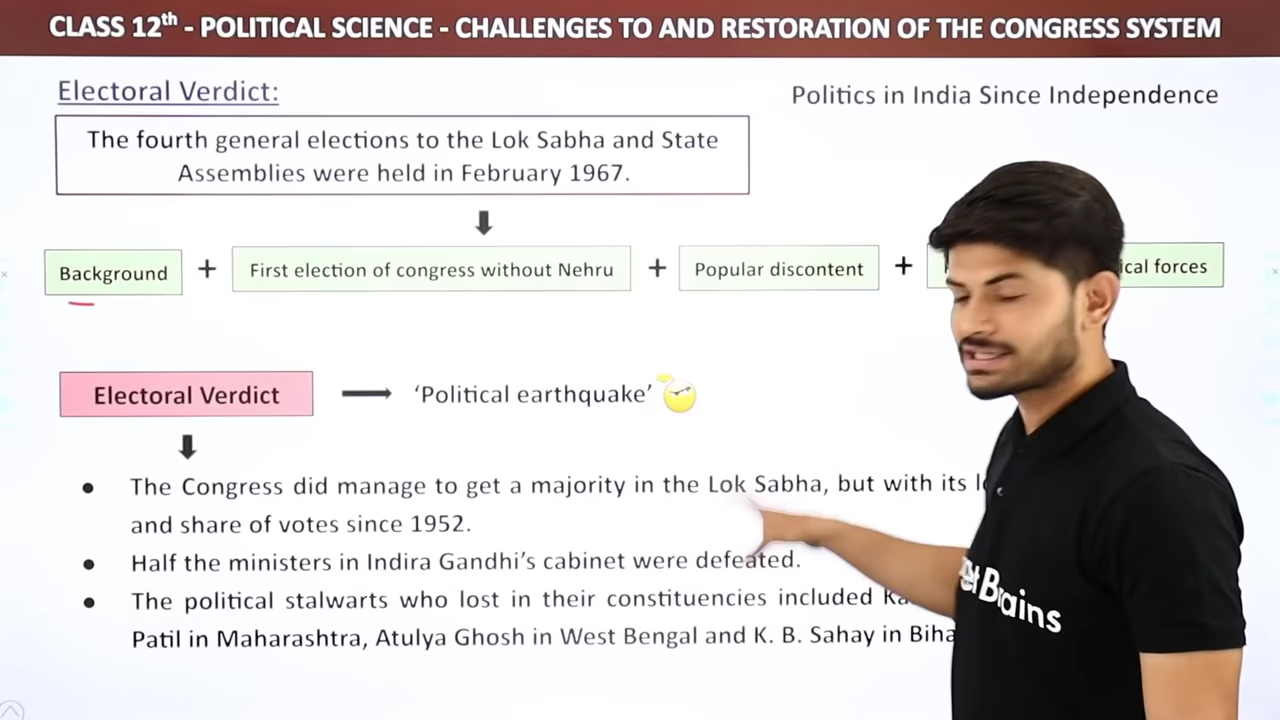 CLASS 12th - POLITICAL SCIENCE - CHALLENGES TO AND RESTORATION OF THE CONGRESS SYSTEM
Electoral Verdict:
Politics in India Since Independence
The fourth general elections to the Lok Sabha and State
Assemblies were held in February 1967.
Background + First election of congress without Nehru + Popular discontent + ical forces
Electoral Verdict
‘Political earthquake’
• The Congress did manage to get a majority in the Lok Sabha, but with its
and share of votes since 1952.
• Half the ministers in Indira Gandhi’s cabinet were defeated.
• The political stalwarts who lost in their constituencies included
Patil in Maharashtra, Atulya Ghosh in West Bengal and K. B. Sahay in Biha
Brains